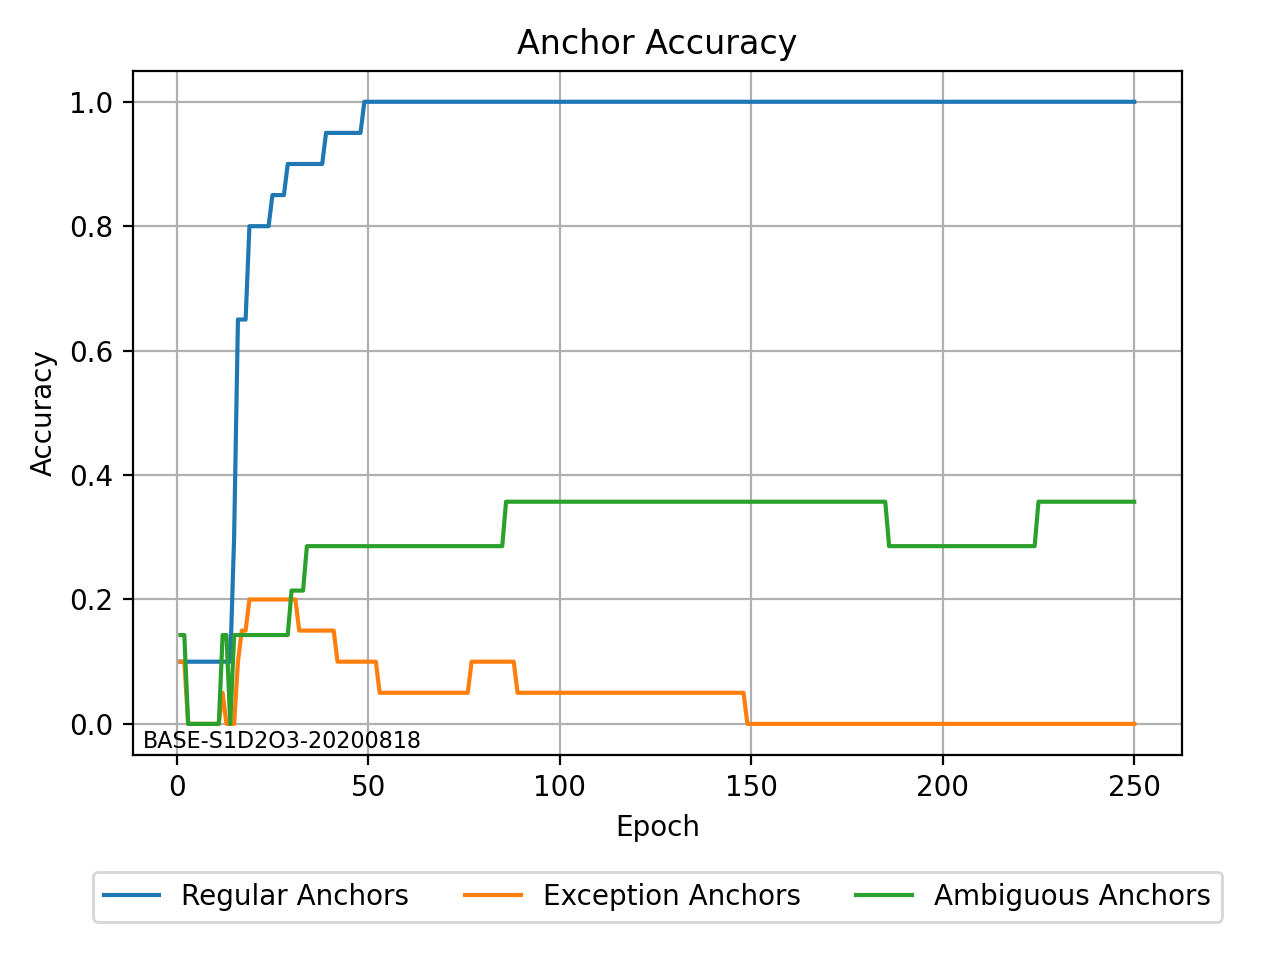 Anchor Accuracy
1.0
0.8
0.6
0.4
0.2
0.0
Accuracy
BASE-S1D2O3-20200818
0 50 100 150 200 250
Epoch
Regular Anchors Exception Anchors Ambiguous Anchors